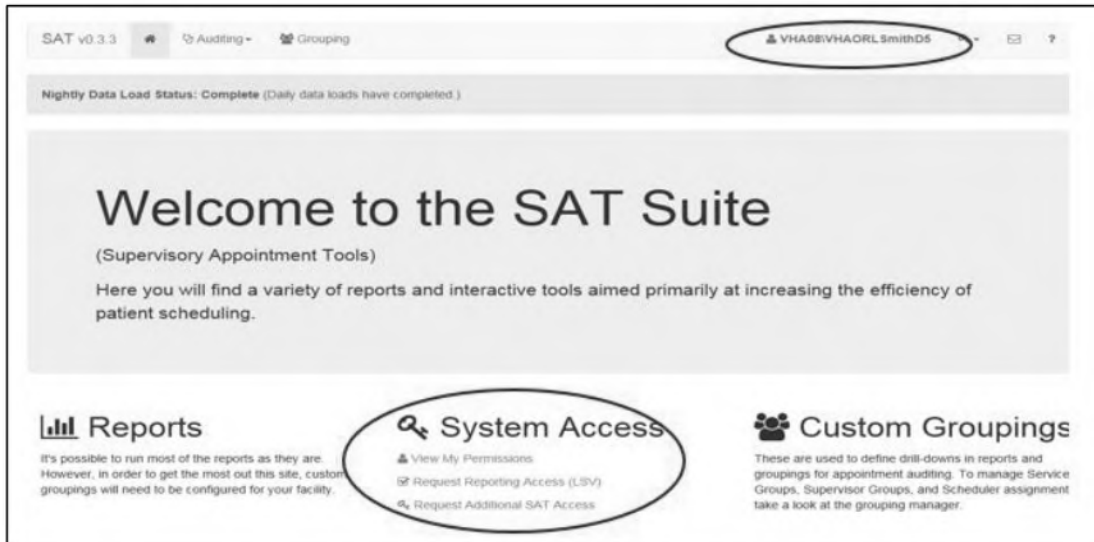 SAT v0.3.3 Auditing Grouping VHA08\VHAORLSmithD5 ?
Nightly Data Load Status: Complete (Daily data loads have completed.)
Welcome to the SAT Suite
(Supervisory Appointment Tools)
Here you will find a variety of reports and interactive tools aimed primarily at increasing the efficiency of
patient scheduling.
Reports
It's possible to run most of the reports as they are.
However, in order to get the most out this site, custom
groupings will need to be configured for your facility.
System Access
View My Permissions
Request Reporting Access (LSV)
Request Additional SAT Access
Custom Groupings
These are used to define drill-downs in reports and
groupings for appointment auditing. To manage Service
Groups, Supervisor Groups, and Scheduler assignment
take a look at the grouping manager.